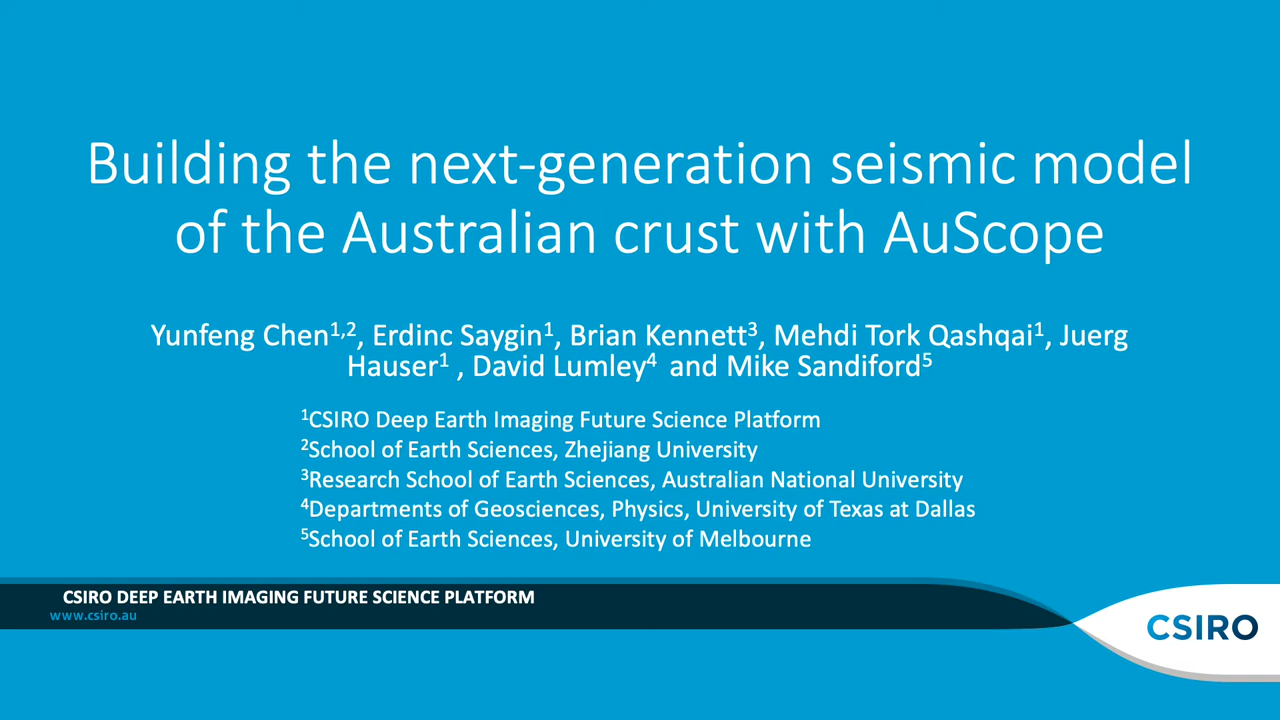 Building the next-generation seismic model
of the Australian crust with AuScope
Yunfeng Chen1,2, Erdinc Saygin1, Brian Kennett3, Mehdi Tork Qashqai1, Juerg
Hauser1 , David Lumley4 and Mike Sandiford5
1CSIRO Deep Earth Imaging Future Science Platform
2School of Earth Sciences, Zhejiang University
3Research School of Earth Sciences, Australian National University
4Departments of Geosciences, Physics, University of Texas at Dallas
5School of Earth Sciences, University of Melbourne
CSIRO DEEP EARTH IMAGING FUTURE SCIENCE PLATFORM
www.csiro.au
CSIRO